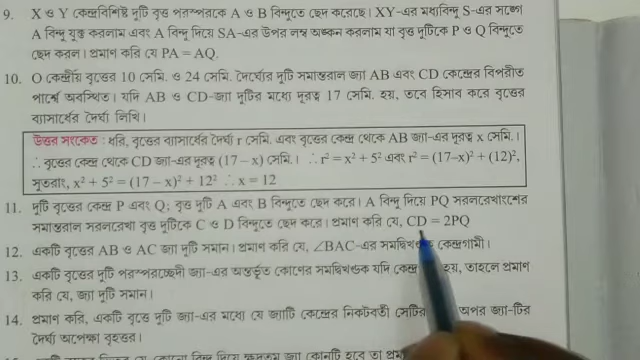 9. X ও Y কেন্দ্রবিশিষ্ট দুটি বৃত্ত পরস্পরকে A ও B বিন্দুতে ছেদ করেছে। XY-এর মধ্যবিন্দু S-এর সঙ্গে
A বিন্দু যুক্ত করলাম এবং A বিন্দু দিয়ে SA-এর উপর লম্ব অঙ্কন করলাম যা বৃত্ত দুটিকে P ও Q বিন্দুতে
ছেদ করল। প্রমাণ করি যে PA = AQ.
10. O কেন্দ্রীয় বৃত্তের 10 সেমি. ও 24 সেমি. দৈর্ঘ্যের দুটি সমান্তরাল জ্যা AB এবং CD কেন্দ্রের বিপরীত
পার্শ্বে অবস্থিত। যদি AB ও CD-জ্যা দুটির মধ্যে দূরত্ব 17 সেমি. হয়, তবে হিসাব করে বৃত্তের
ব্যাসার্ধের দৈর্ঘ্য লিখি।
উত্তর সংকেত : ধরি, বৃত্তের ব্যাসার্ধের দৈর্ঘ্য r সেমি. এবং বৃত্তের কেন্দ্র থেকে AB জ্যা-এর দূরত্ব x সেমি.।
∴ বৃত্তের কেন্দ্র থেকে CD জ্যা-এর দূরত্ব (17 − x) সেমি.। ∴ r² = x² + 5² এবং r² = (17–x)² + (12)²,
সুতরাং, x² + 5² = (17 − x)² + 12² ∴ x = 12
11. দুটি বৃত্তের কেন্দ্র P এবং Q; বৃত্ত দুটি A এবং B বিন্দুতে ছেদ করে। A বিন্দু দিয়ে PQ সরলরেখাংশের
সমান্তরাল সরলরেখা বৃত্ত দুটিকে C ও D বিন্দুতে ছেদ করে। প্রমাণ করি যে, CD = 2PQ
12. একটি বৃত্তের AB ও AC জ্যা দুটি সমান। প্রমাণ করি যে, ∠BAC-এর সমদ্বিখণ্ডক কেন্দ্রগামী।
13. একটি বৃত্তের দুটি পরস্পরচ্ছেদী জ্যা-এর অন্তর্ভূত কোণের সমদ্বিখণ্ডক যদি হয়, তাহলে প্রমাণ
করি যে, জ্যা দুটি সমান।
14. প্রমাণ করি, একটি বৃত্তে দুটি জ্যা-এর মধ্যে যে জ্যাটি কেন্দ্রের নিকটবর্তী সেটির অপর জ্যা-টির
দৈর্ঘ্য অপেক্ষা বৃহত্তর।